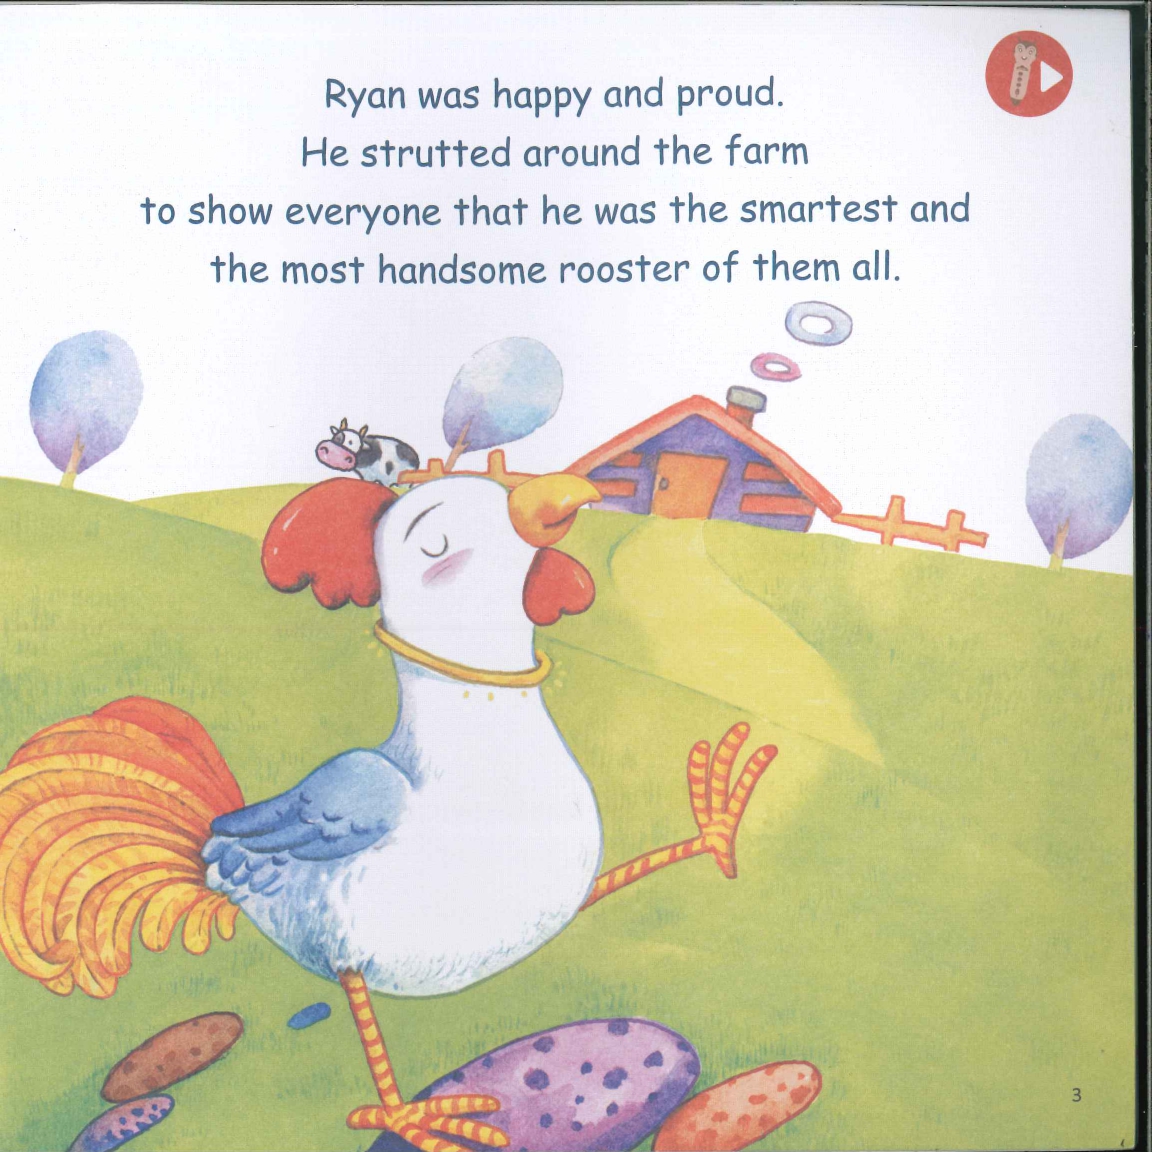 Ryan was happy and proud.
He strutted around the farm
to show everyone that he was the smartest and
the most handsome rooster of them all.
3